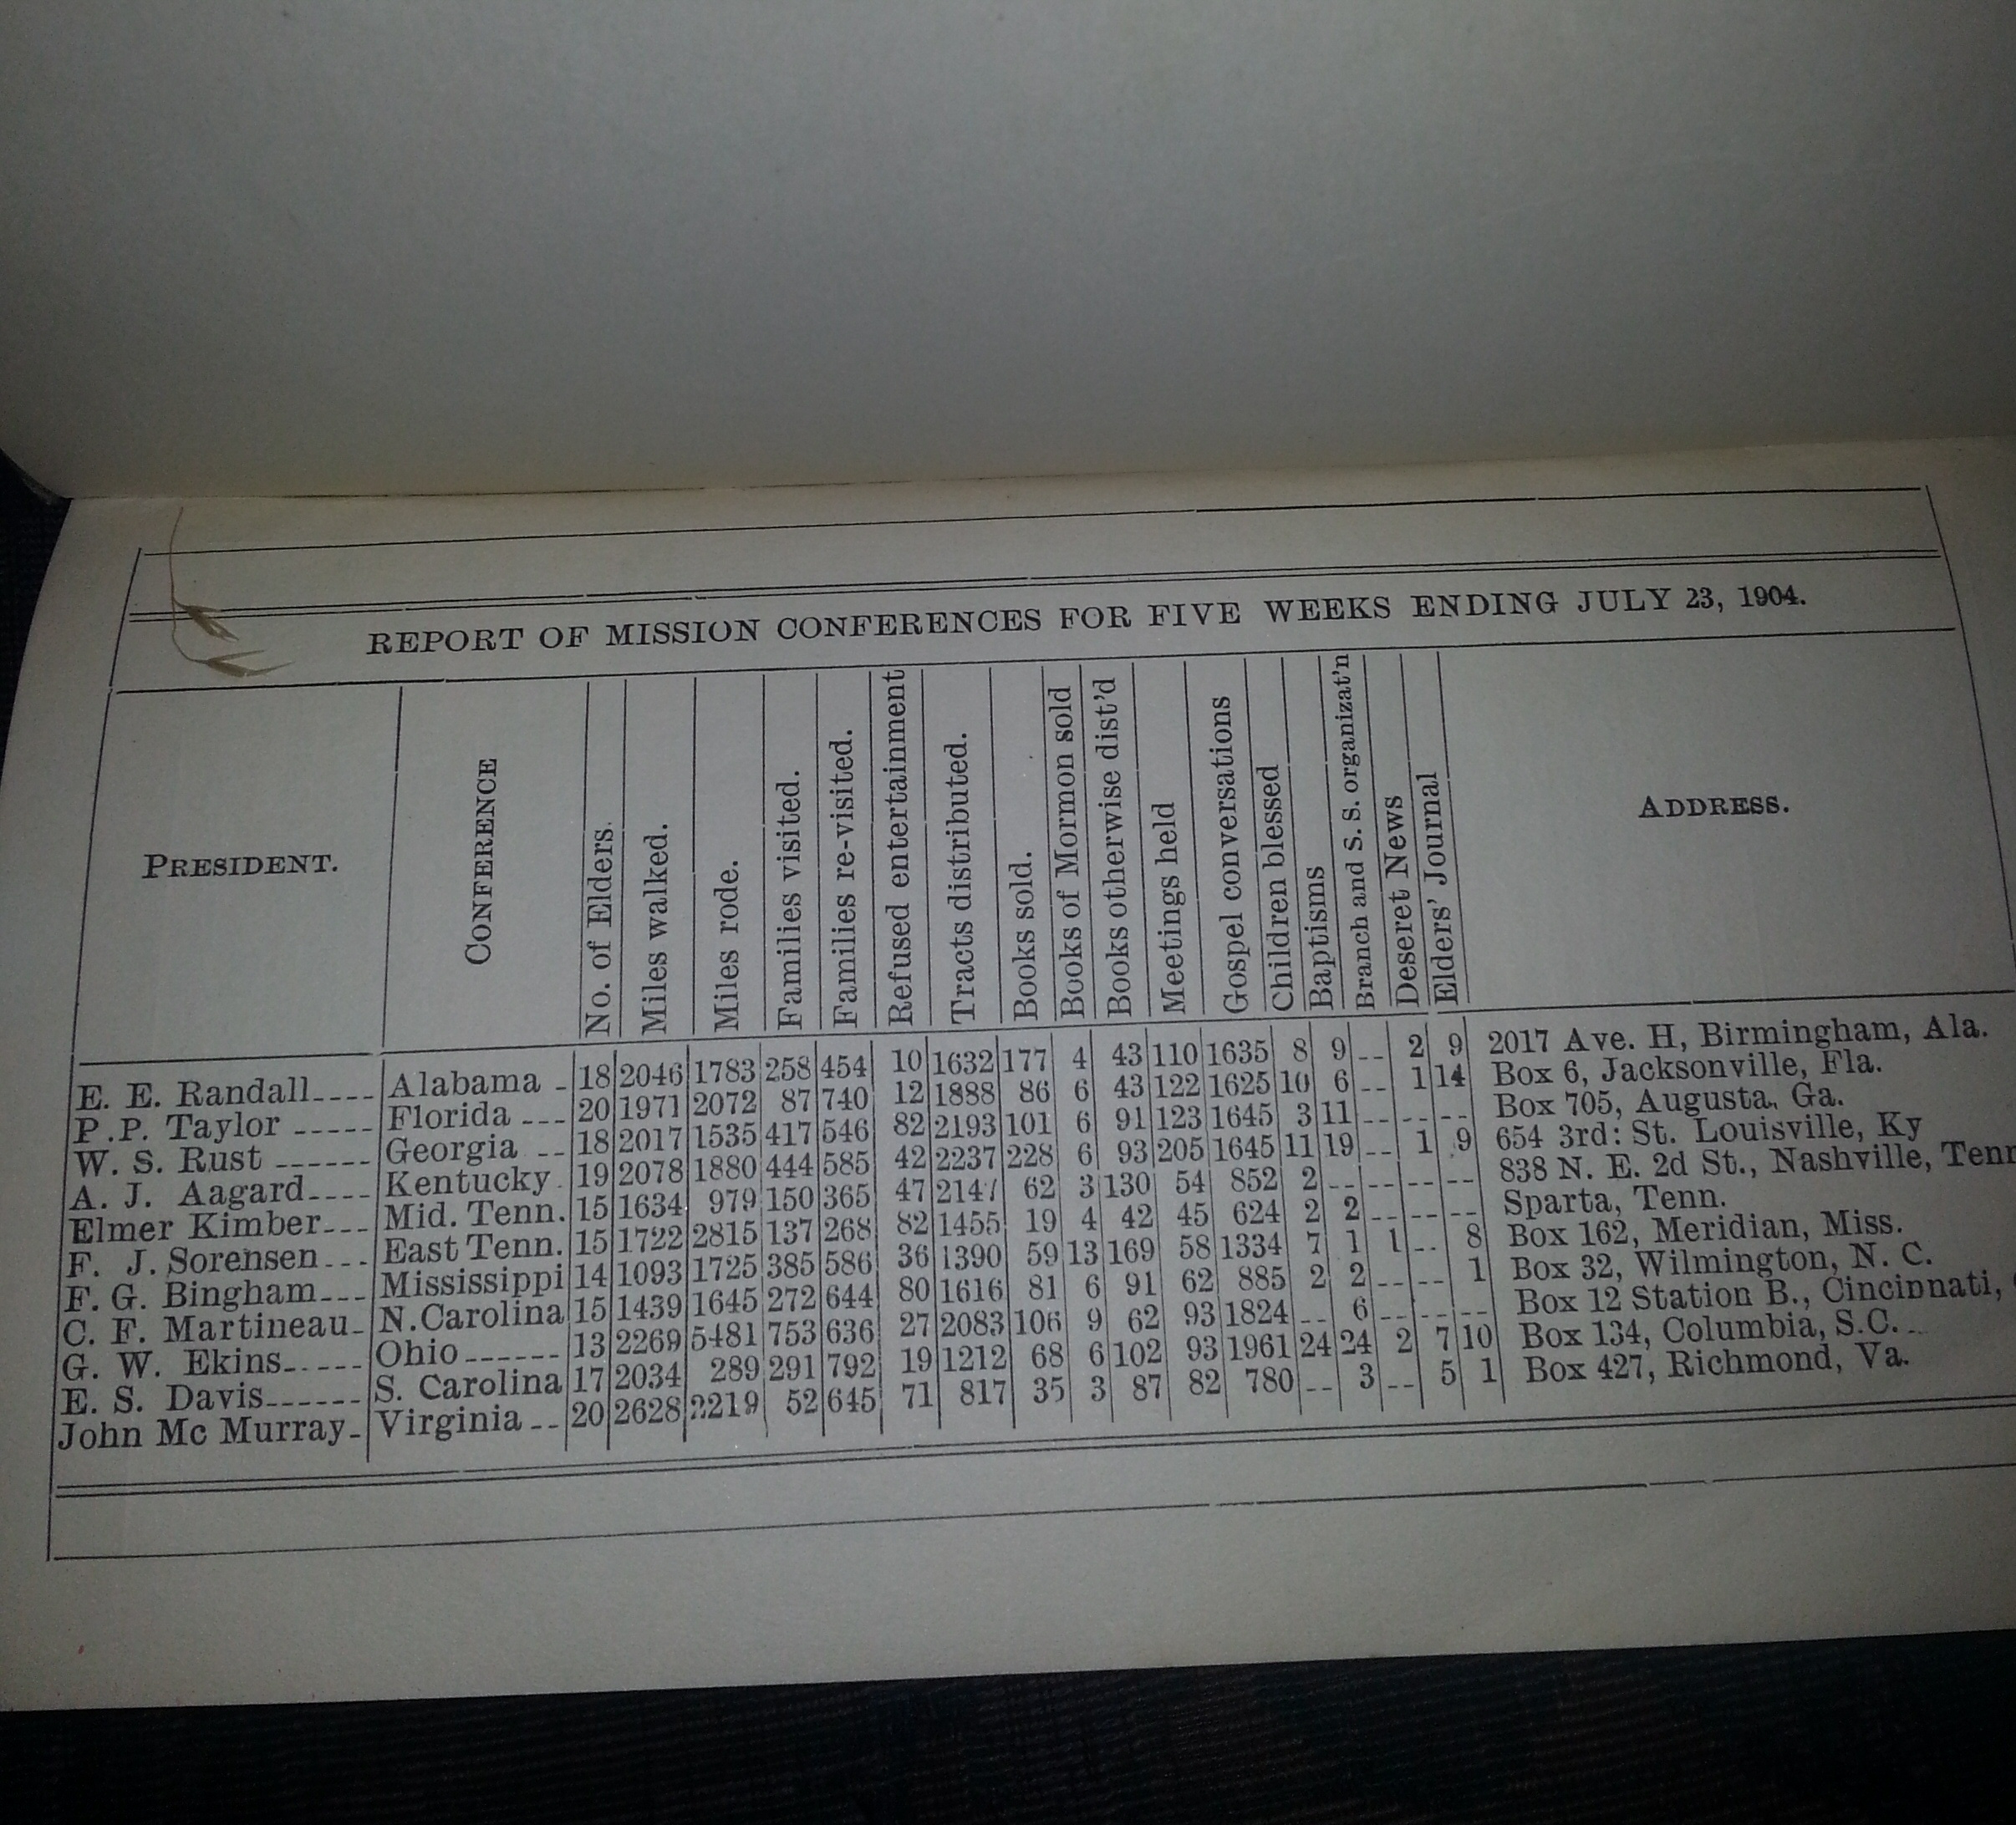 REPORT OF MISSION CONFERENCES FOR FIVE WEEKS ENDING JULY 23, 1904.
PRESIDENT. CONFERENCE No. of Elders. Miles walked. Miles rode. Families visited. Families re-visited. Refused entertainment Tracts distributed. Books sold. Books of Mormon sold Books otherwise dist'd Meetings held Gospel conversations Children blessed Baptisms Branch and S. S. organizat'n Deseret News Elders' Journal ADDRESS.
E. E. Randall---- Alabama - 18 2046 1783 258 454 10 1632 177 4 43 110 1635 8 9 -- 2 9 2017 Ave. H, Birmingham, Ala.
P.P. Taylor ----- Florida --- 20 1971 2072 87 740 12 1888 86 6 43 122 1625 10 6 -- 1 14 Box 6, Jacksonville, Fla.
W. S. Rust ------ Georgia -- 18 2017 1535 417 546 82 2193 101 6 91 123 1645 3 11 -- -- -- Box 705, Augusta, Ga.
A. J. Aagard---- Kentucky. 19 2078 1880 444 585 42 2237 228 6 93 205 1645 11 19 -- 1 9 654 3rd: St. Louisville, Ky
Elmer Kimber--- Mid. Tenn. 15 1634 979 150 365 47 2147 62 3 130 54 852 2 -- -- -- -- 838 N. E. 2d St., Nashville, Tenn
F. J. Sorensen--- East Tenn. 15 1722 2815 137 268 82 1455 19 4 42 45 624 2 2 -- -- -- Sparta, Tenn.
F. G. Bingham--- Mississippi 14 1093 1725 385 586 36 1390 59 13 169 58 1334 7 1 1 -- 8 Box 162, Meridian, Miss.
C. F. Martineau- N.Carolina 15 1439 1645 272 644 80 1616 81 6 91 62 885 2 2 -- -- 1 Box 32, Wilmington, N. C.
G. W. Ekins----- Ohio ------ 13 2269 5481 753 636 27 2083 106 9 62 93 1824 -- 6 -- -- -- Box 12 Station B., Cincinnati,
E. S. Davis------ S. Carolina 17 2034 289 291 792 19 1212 68 6 102 93 1961 24 24 2 7 10 Box 134, Columbia, S.C.--
John Mc Murray- Virginia -- 20 2628 2219 52 645 71 817 35 3 87 82 780 -- 3 -- 5 1 Box 427, Richmond, Va.